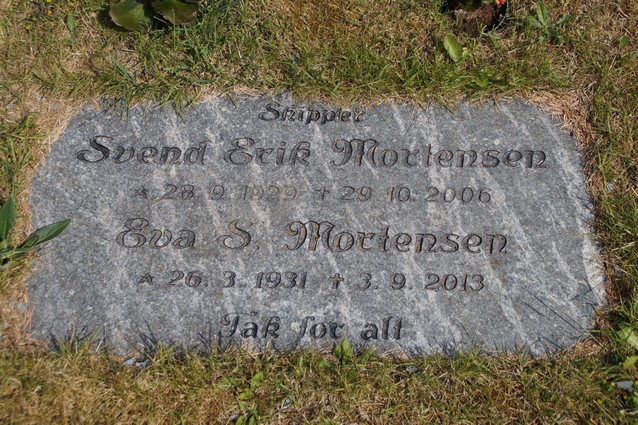 Skipper
Svend Erik Mortensen
★ 28. 9. 1929 ✝ 29. 10. 2006
Eva S. Mortensen
★ 26. 3. 1931 ✝ 3. 9. 2013
Tak for alt